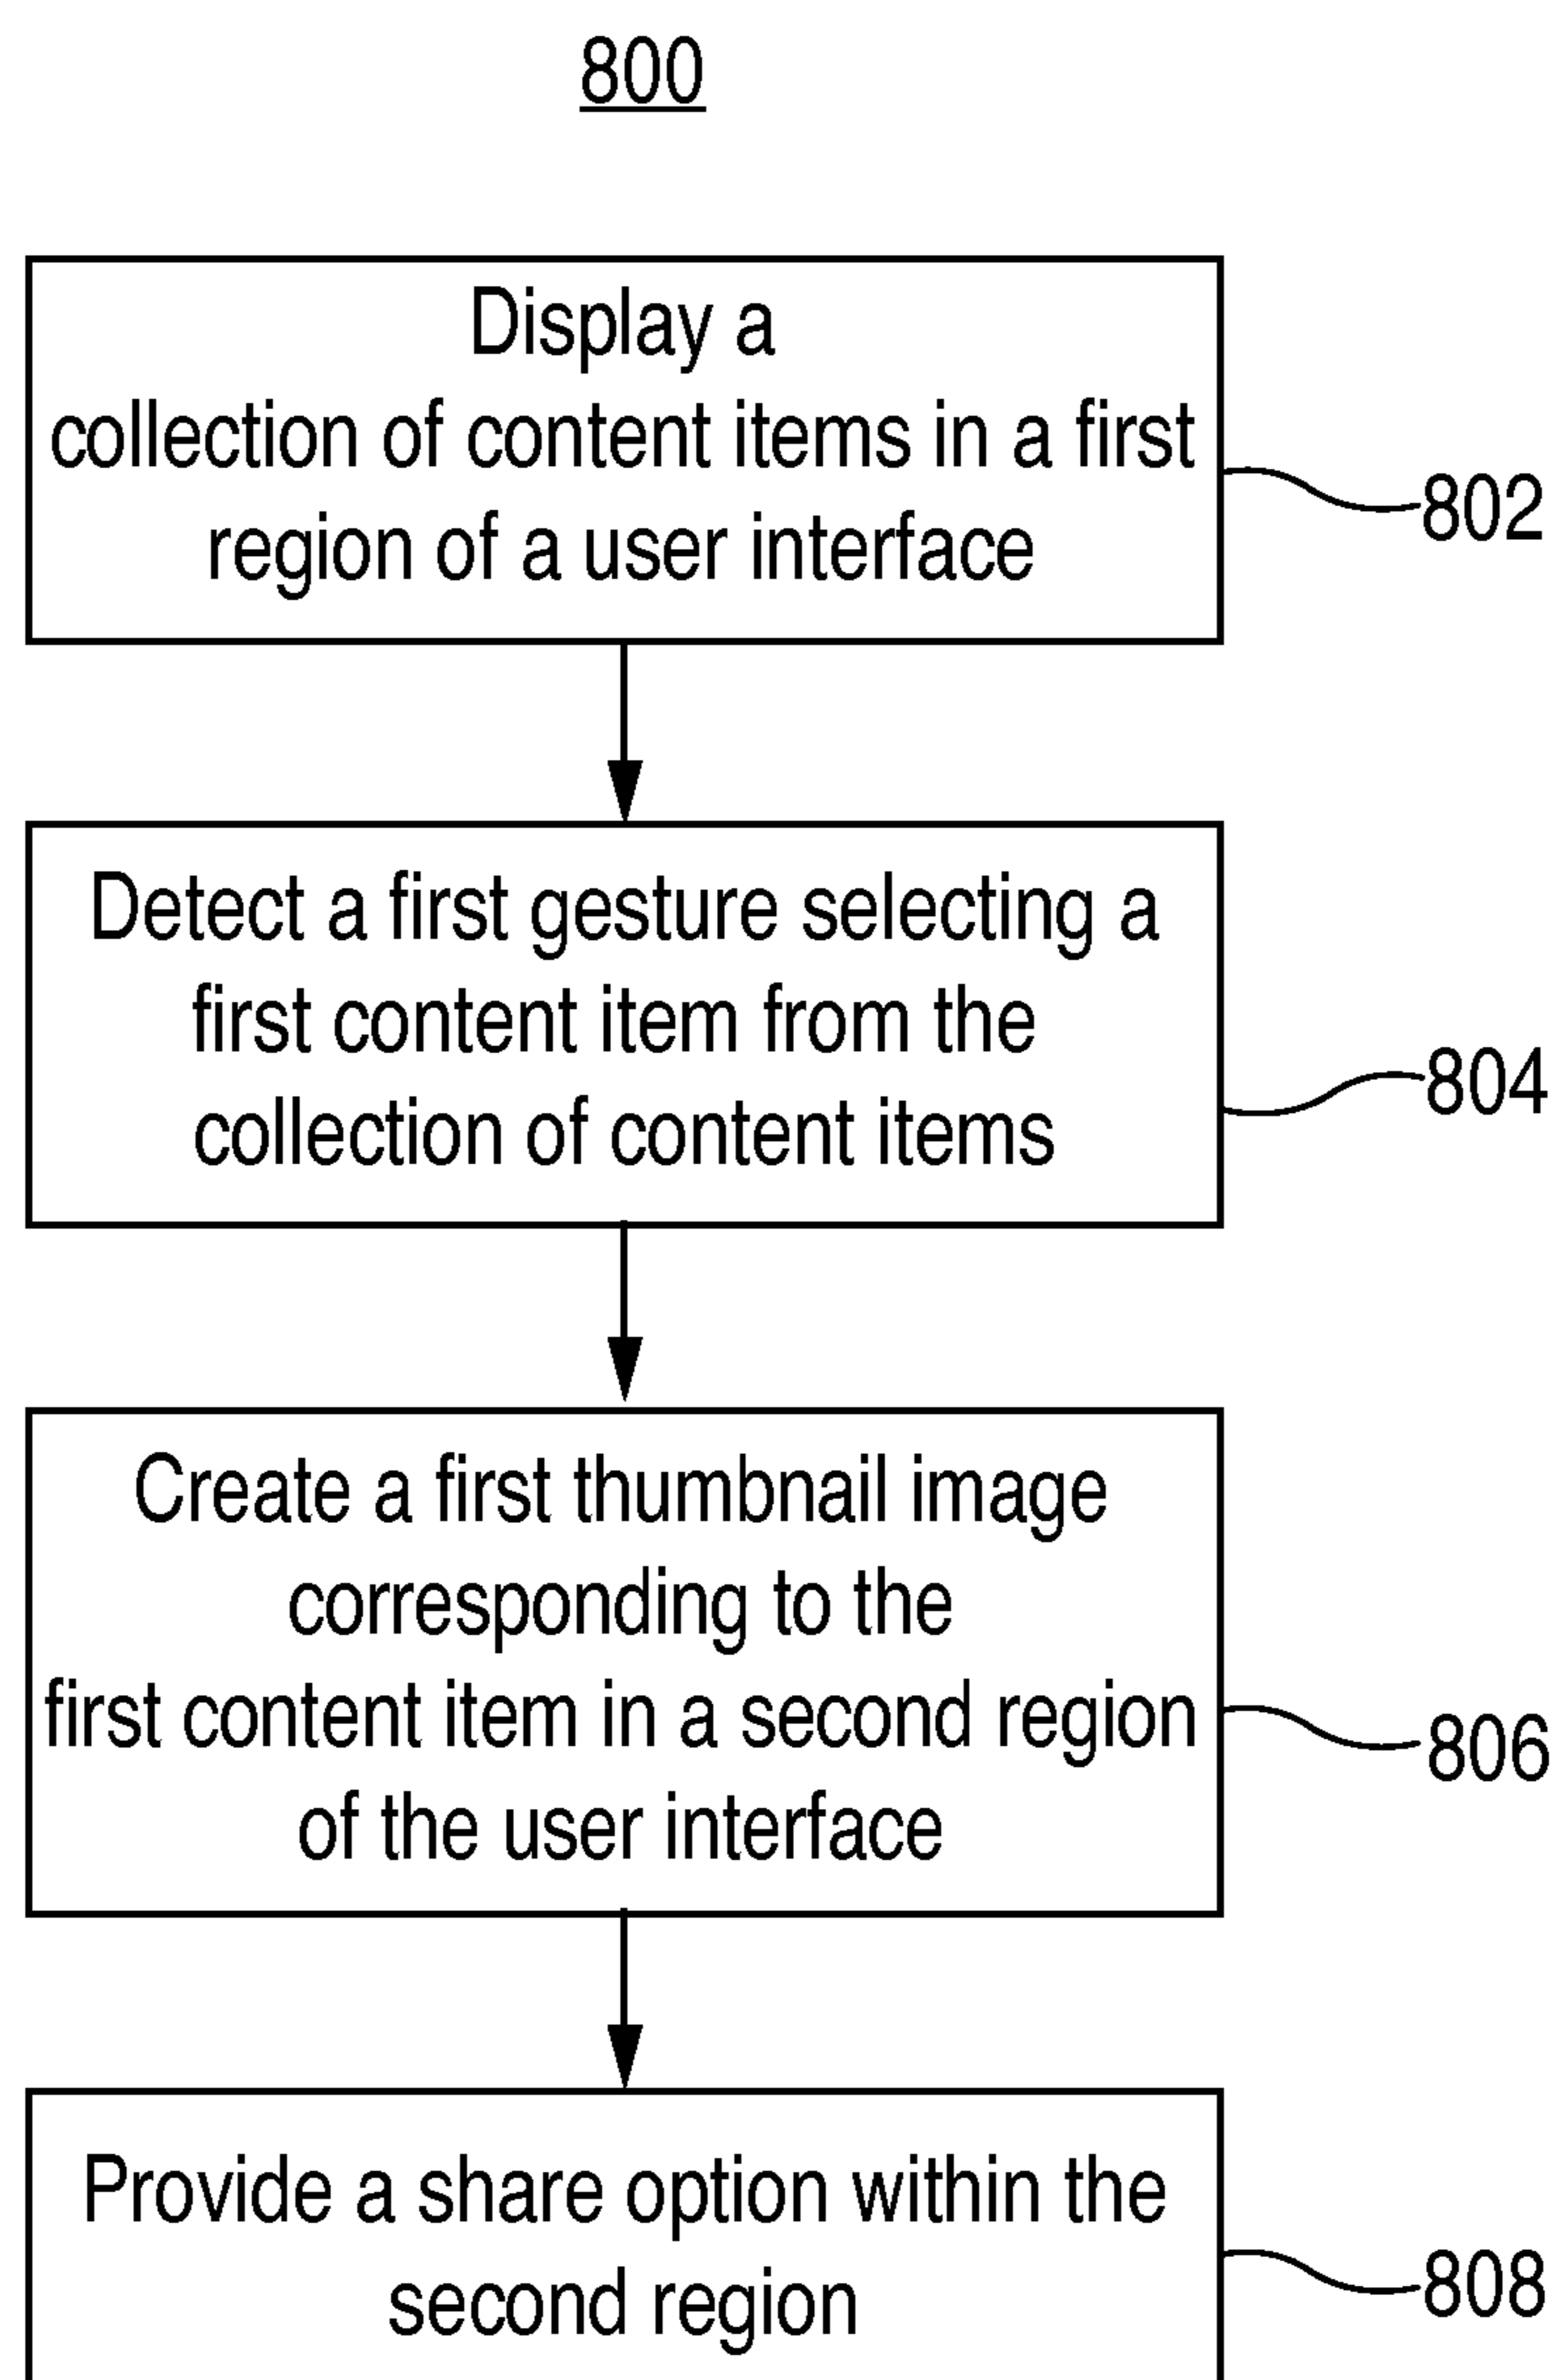 800
Display a
collection of content items in a first
region of a user interface
802
Detect a first gesture selecting a
first content item from the
collection of content items
804
Create a first thumbnail image
corresponding to the
first content item in a second region
of the user interface
806
Provide a share option within the
second region
808